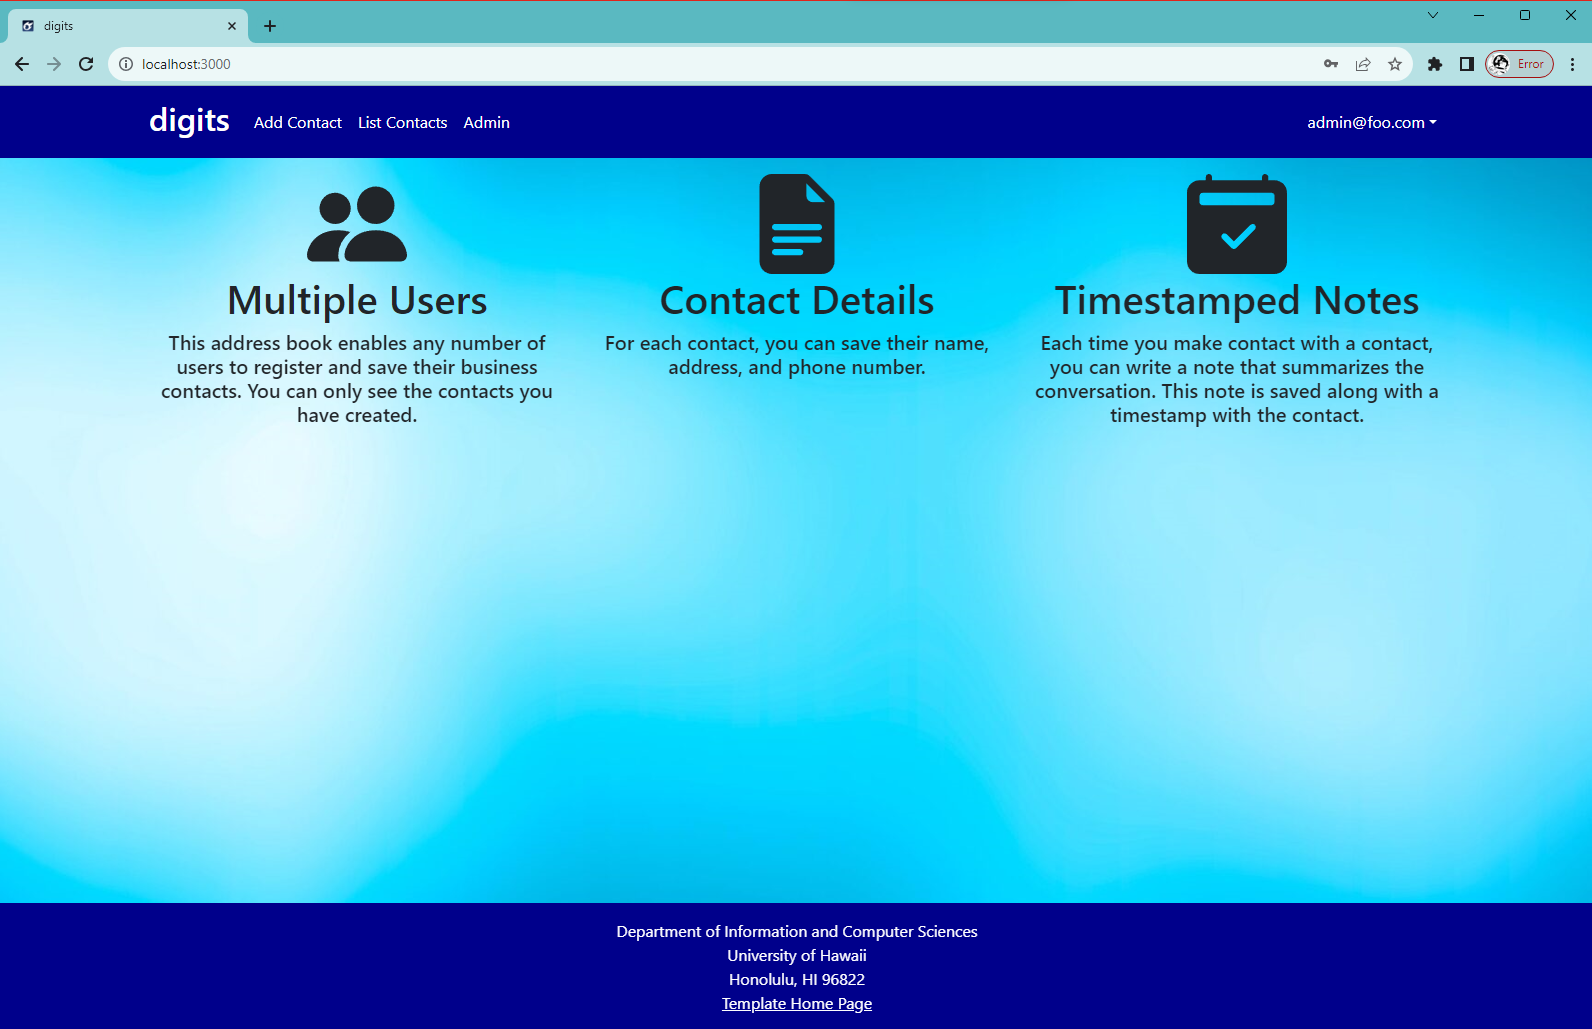 digits
localhost:3000
Error
digits
Add Contact
List Contacts
Admin
admin@foo.com
Multiple Users
This address book enables any number of
users to register and save their business
contacts. You can only see the contacts you
have created.
Contact Details
For each contact, you can save their name,
address, and phone number.
Timestamped Notes
Each time you make contact with a contact,
you can write a note that summarizes the
conversation. This note is saved along with a
timestamp with the contact.
Department of Information and Computer Sciences
University of Hawaii
Honolulu, HI 96822
Template Home Page